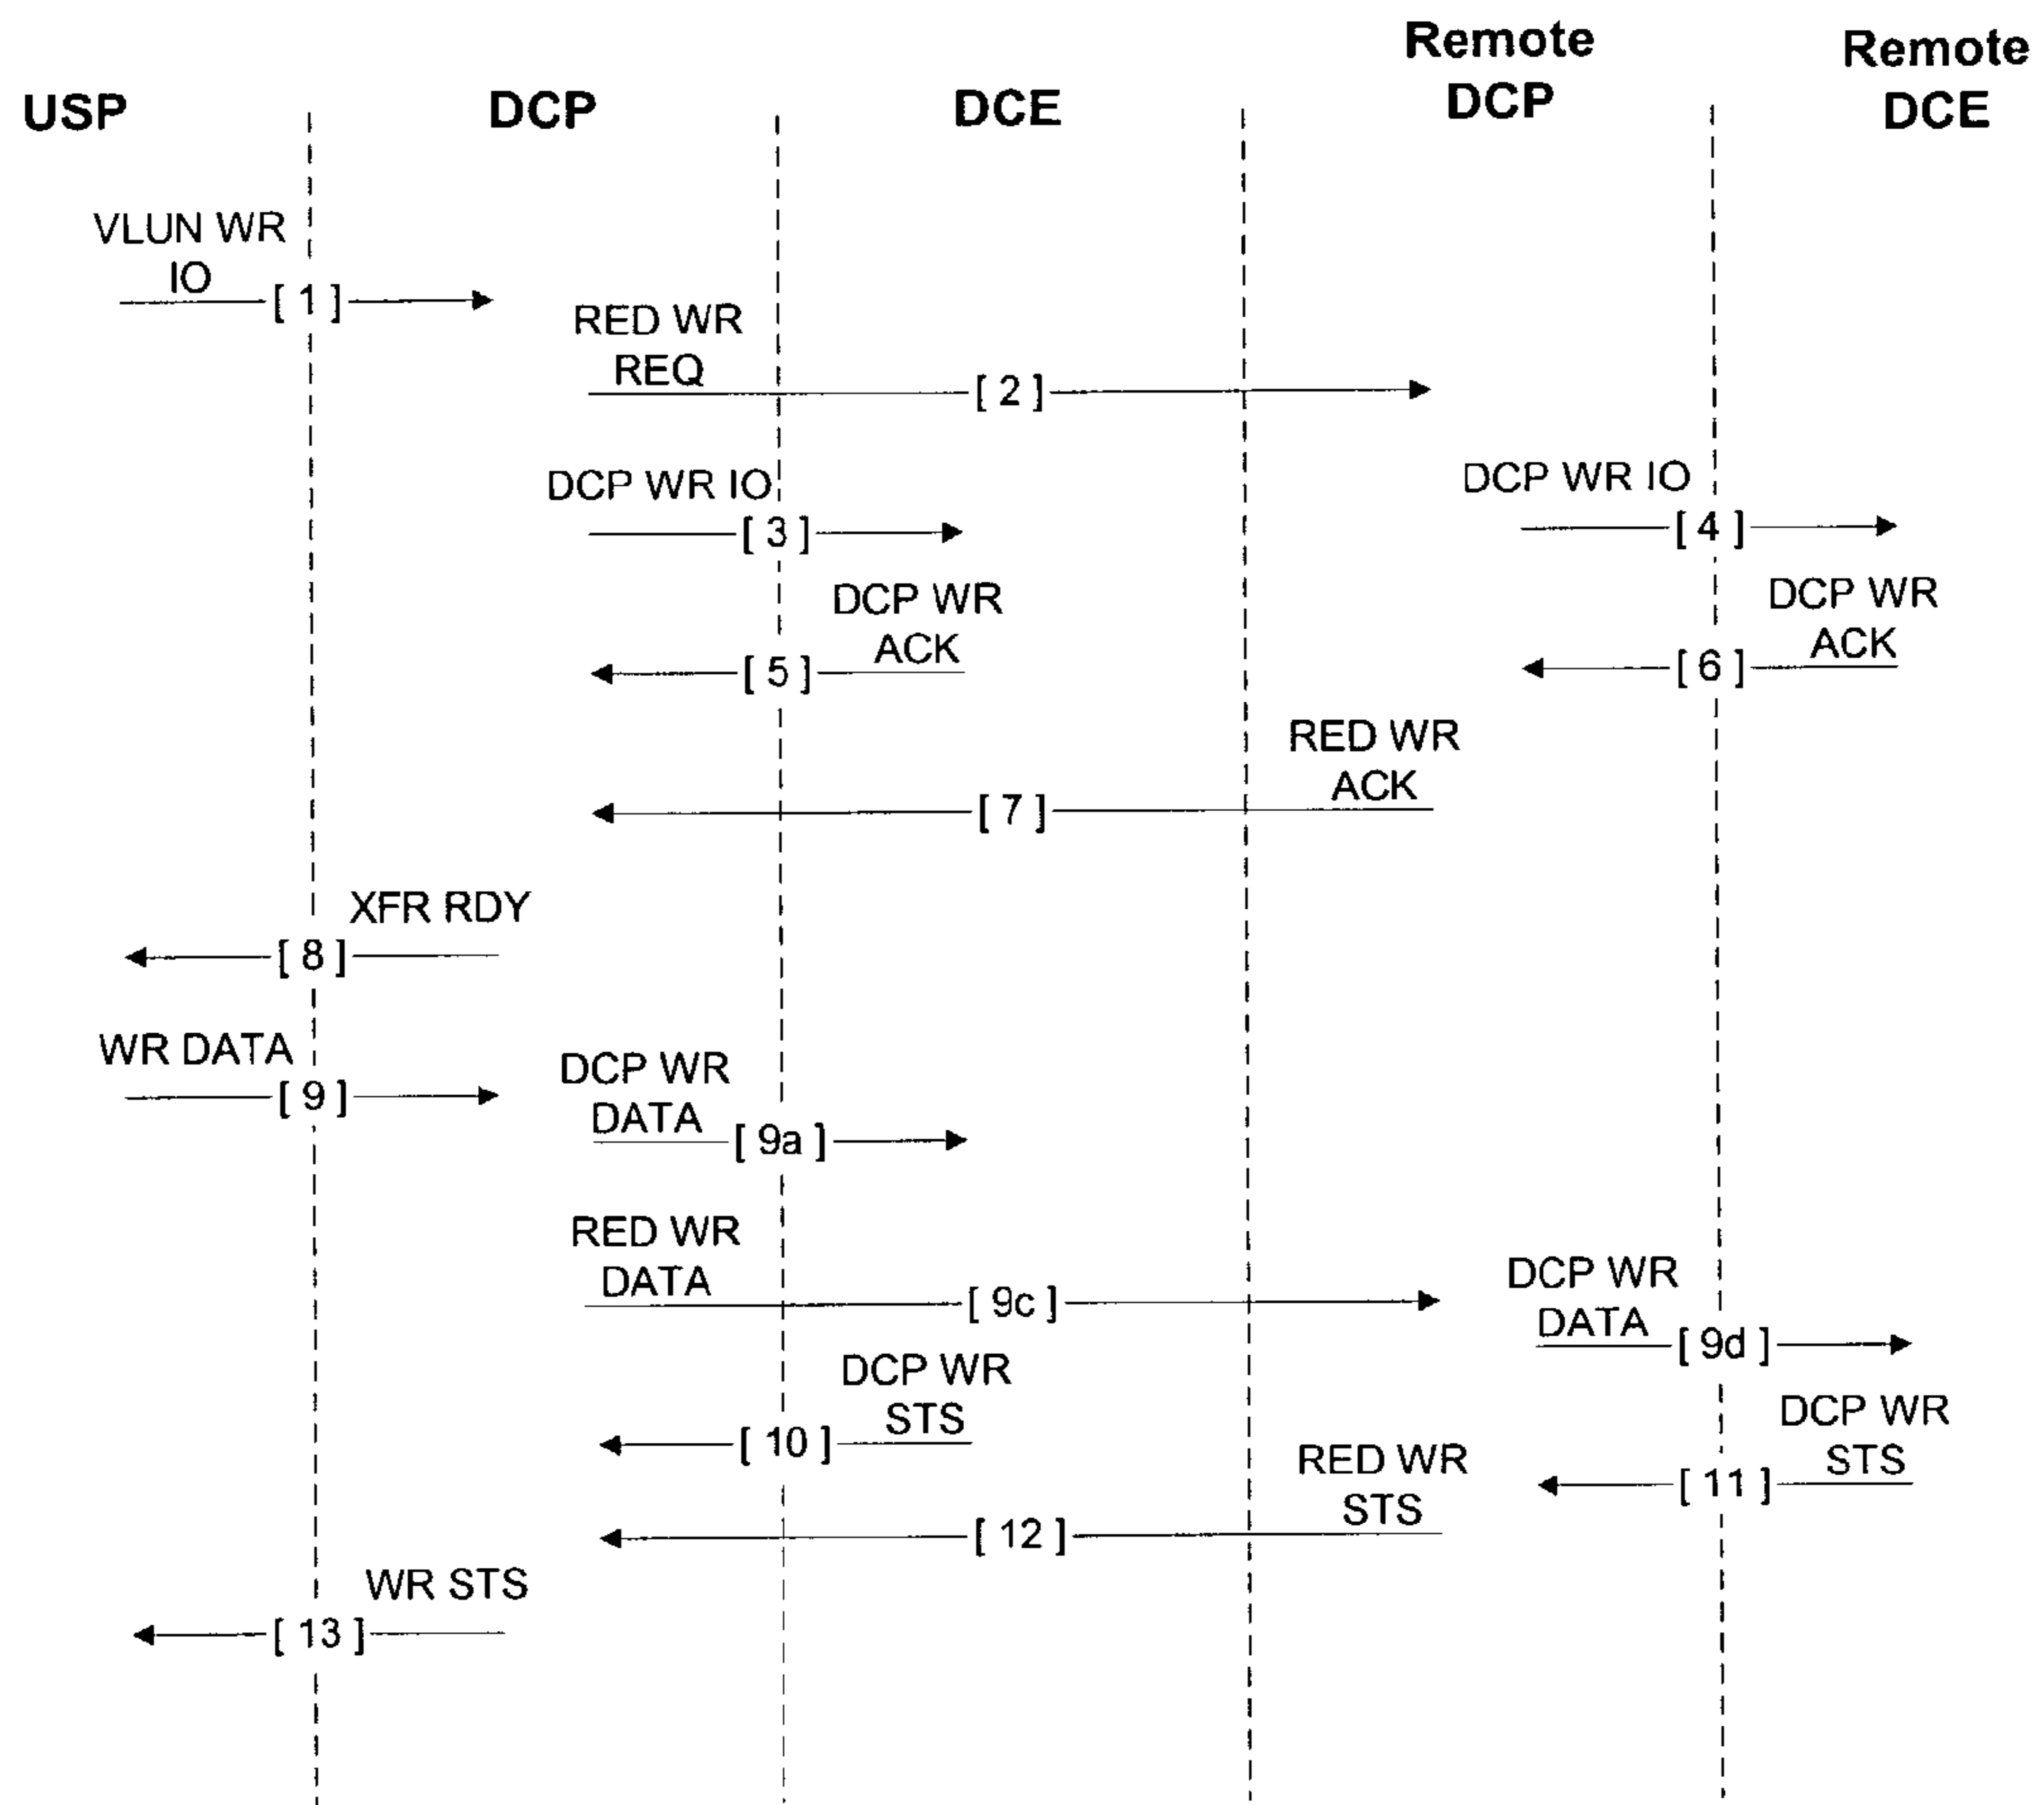 USP
DCP
DCE
Remote
DCP
Remote
DCE
VLUN WR
IO
[ 1 ]
RED WR
REQ
[ 2 ]
DCP WR IO
[ 3 ]
DCP WR IO
[ 4 ]
DCP WR
ACK
[ 5 ]
DCP WR
ACK
[ 6 ]
RED WR
ACK
[ 7 ]
XFR RDY
[ 8 ]
WR DATA
[ 9 ]
DCP WR
DATA
[ 9a ]
RED WR
DATA
[ 9c ]
DCP WR
DATA
[ 9d ]
DCP WR
STS
[ 10 ]
DCP WR
STS
[ 11 ]
RED WR
STS
[ 12 ]
WR STS
[ 13 ]